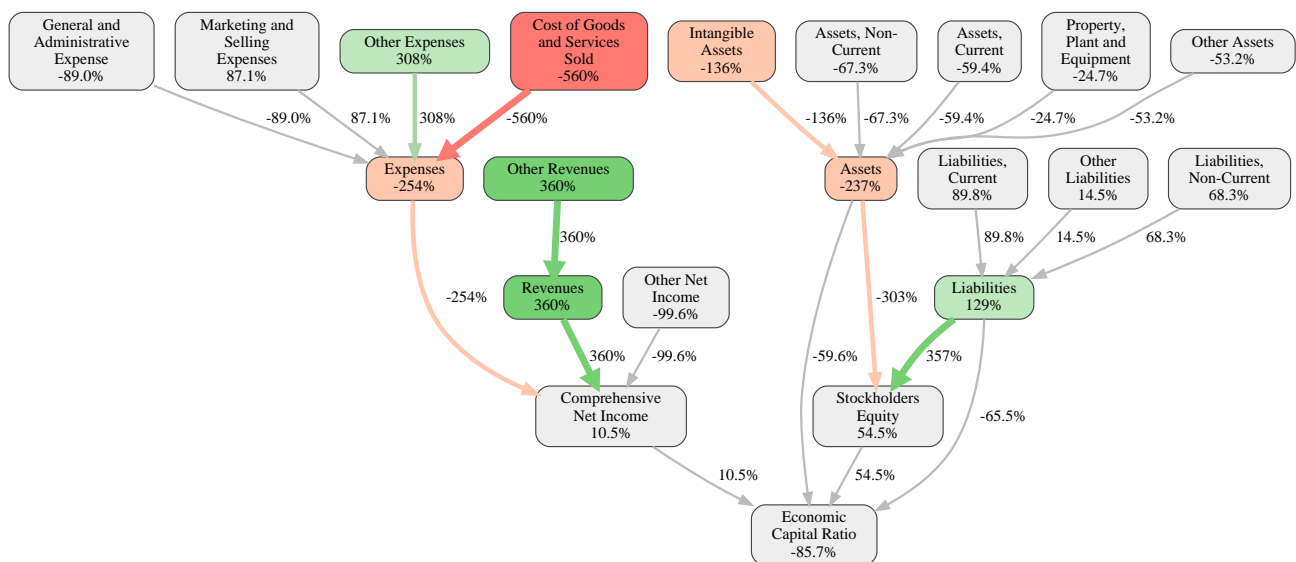 General and
Administrative
Expense
-89.0%
Marketing and
Selling
Expenses
87.1%
Other Expenses
308%
Cost of Goods
and Services
Sold
-560%
Intangible
Assets
-136%
Assets, Non-
Current
-67.3%
Assets,
Current
-59.4%
Property,
Plant and
Equipment
-24.7%
Other Assets
-53.2%
-89.0%
87.1%
308%
-560%
-136%
-67.3%
-59.4%
-24.7%
-53.2%
Expenses
-254%
Other Revenues
360%
Assets
-237%
Liabilities,
Current
89.8%
Other
Liabilities
14.5%
Liabilities,
Non-Current
68.3%
360%
89.8%
14.5%
68.3%
-254%
Revenues
360%
Other Net
Income
-99.6%
-303%
Liabilities
129%
360%
-99.6%
-59.6%
357%
Comprehensive
Net Income
10.5%
Stockholders
Equity
54.5%
-65.5%
10.5%
54.5%
Economic
Capital Ratio
-85.7%